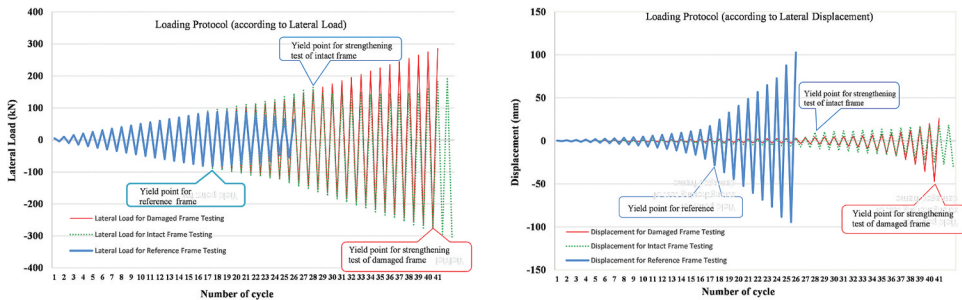 Loading Protocol (according to Lateral Load)
400
300
200
100
0
-100
-200
-300
-400
Lateral Load (kN)
Yield point for strengthening
test of intact frame
Yield point for
reference frame
Lateral Load for Damaged Frame Testing
Lateral Load for Intact Frame Testing
Lateral Load for Reference Frame Testing
Yield point for strengthening
test of damaged frame
1 2 3 4 5 6 7 8 9 10 11 12 13 14 15 16 17 18 19 20 21 22 23 24 25 26 27 28 29 30 31 32 33 34 35 36 37 38 39 40 41
Number of cycle
Loading Protocol (according to Lateral Displacement)
150
100
50
0
-50
-100
-150
Displacement (mm)
Yield point for strengthening
test of intact frame
Yield point for reference
Yield point for strengthening
test of damaged frame
Displacement for Damaged Frame Testing
Displacement for Intact Frame Testing
Displacement for Reference Frame Testing
1 2 3 4 5 6 7 8 9 10 11 12 13 14 15 16 17 18 19 20 21 22 23 24 25 26 27 28 29 30 31 32 33 34 35 36 37 38 39 40 41
Number of cycle